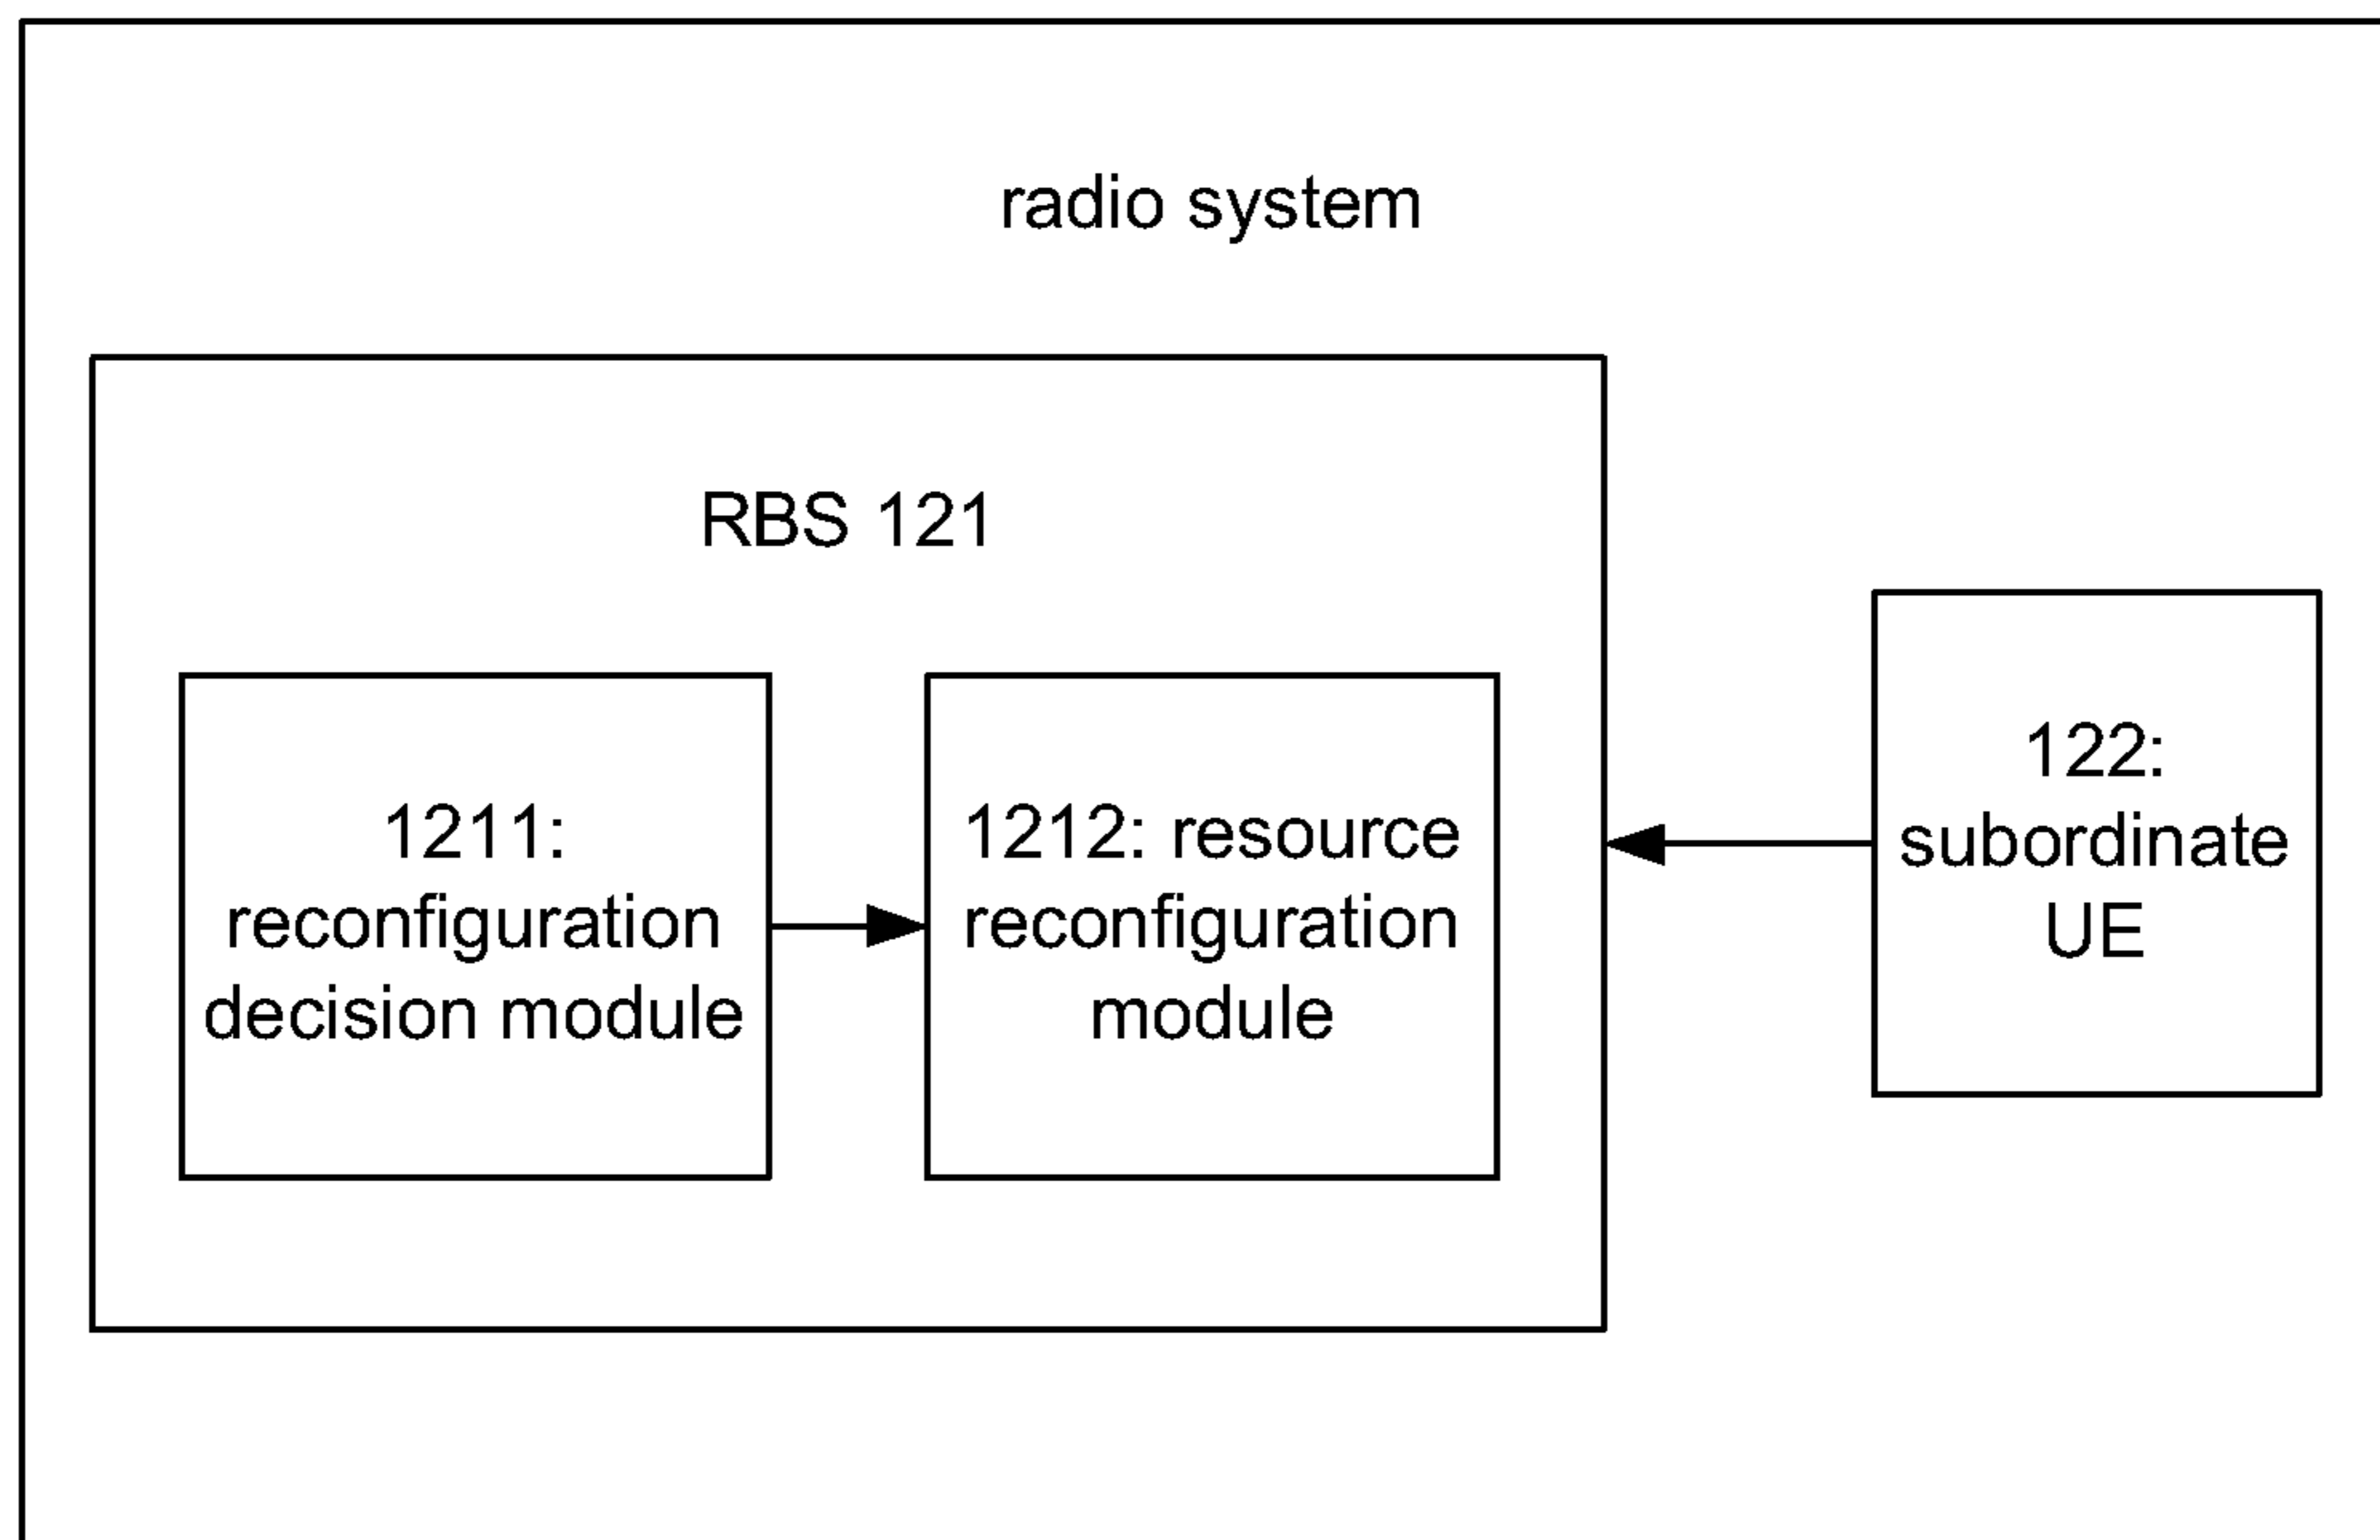 radio system
RBS 121
1211:
reconfiguration
decision module
1212: resource
reconfiguration
module
122:
subordinate
UE